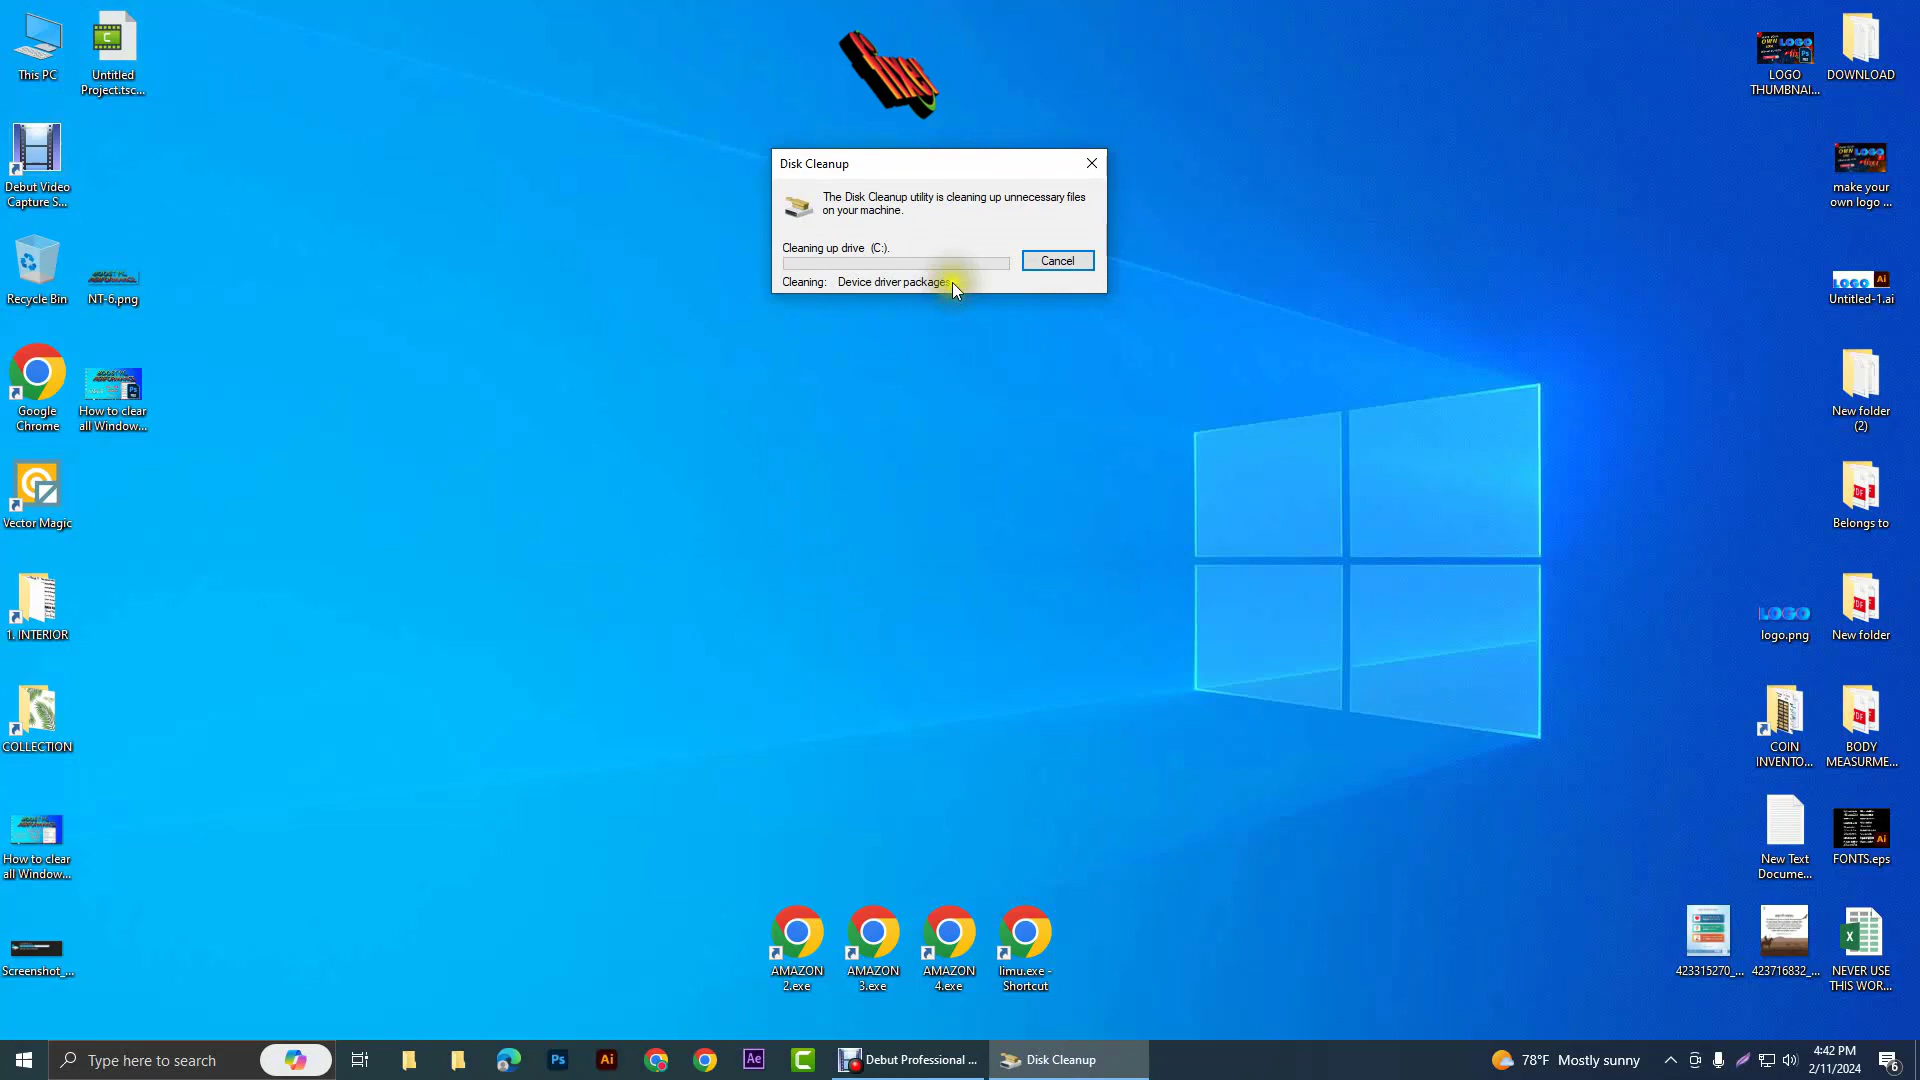 This PC
Untitled
Project.tsc...
Debut Video
Capture S...
Recycle Bin
NT-6.png
Google
Chrome
How to clear
all Window...
Vector Magic
1. INTERIOR
COLLECTION
How to clear
all Window...
Screenshot_...
Disk Cleanup
The Disk Cleanup utility is cleaning up unnecessary files
on your machine.
Cleaning up drive (C:).
Cancel
Cleaning: Device driver packages
LOGO
THUMBNAI...
DOWNLOAD
make your
own logo ...
Untitled-1.ai
New folder
(2)
Belongs to
LOGO
logo.png
New folder
COIN
INVENTO...
BODY
MEASURME...
New Text
Docume...
FONTS.eps
423315270_...
423716832_...
NEVER USE
THIS WOR...
AMAZON
2.exe
AMAZON
3.exe
AMAZON
4.exe
limu.exe -
Shortcut
Type here to search
Debut Professional ...
Disk Cleanup
78°F Mostly sunny
4:42 PM
2/11/2024
6